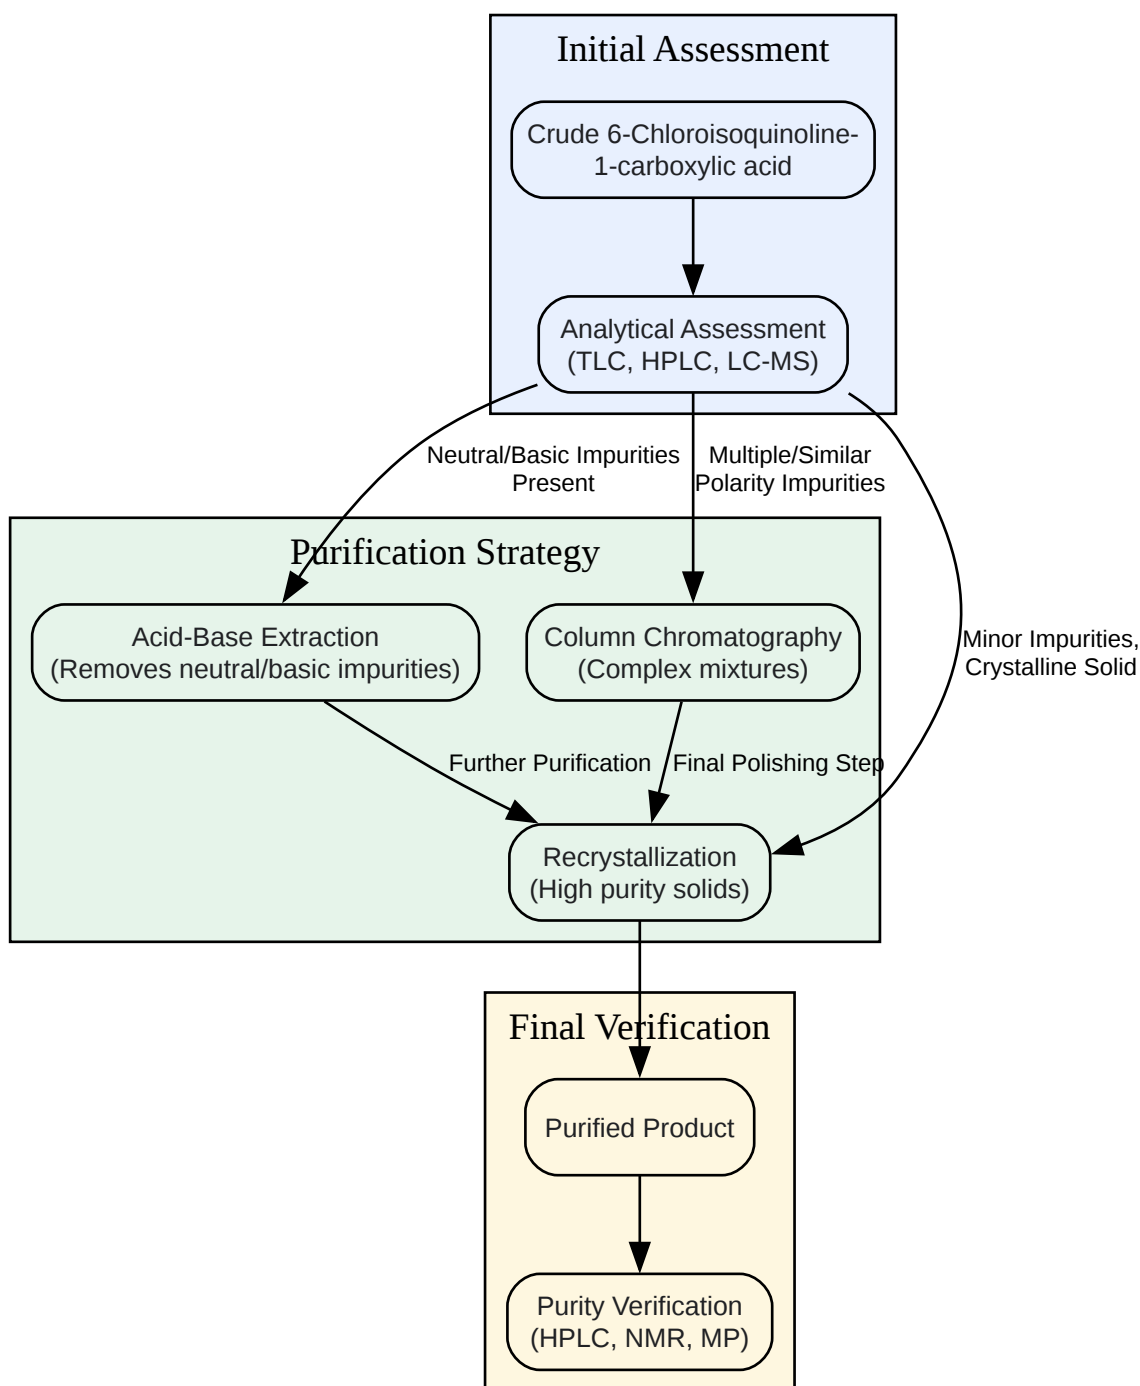 Initial Assessment
Crude 6-Chloroisoquinoline-
1-carboxylic acid
Analytical Assessment
(TLC, HPLC, LC-MS)
Neutral/Basic Impurities
Present
Multiple/Similar
Polarity Impurities
Purification Strategy
Acid-Base Extraction
(Removes neutral/basic impurities)
Column Chromatography
(Complex mixtures)
Minor Impurities,
Crystalline Solid
Further Purification
Final Polishing Step
Recrystallization
(High purity solids)
Final Verification
Purified Product
Purity Verification
(HPLC, NMR, MP)